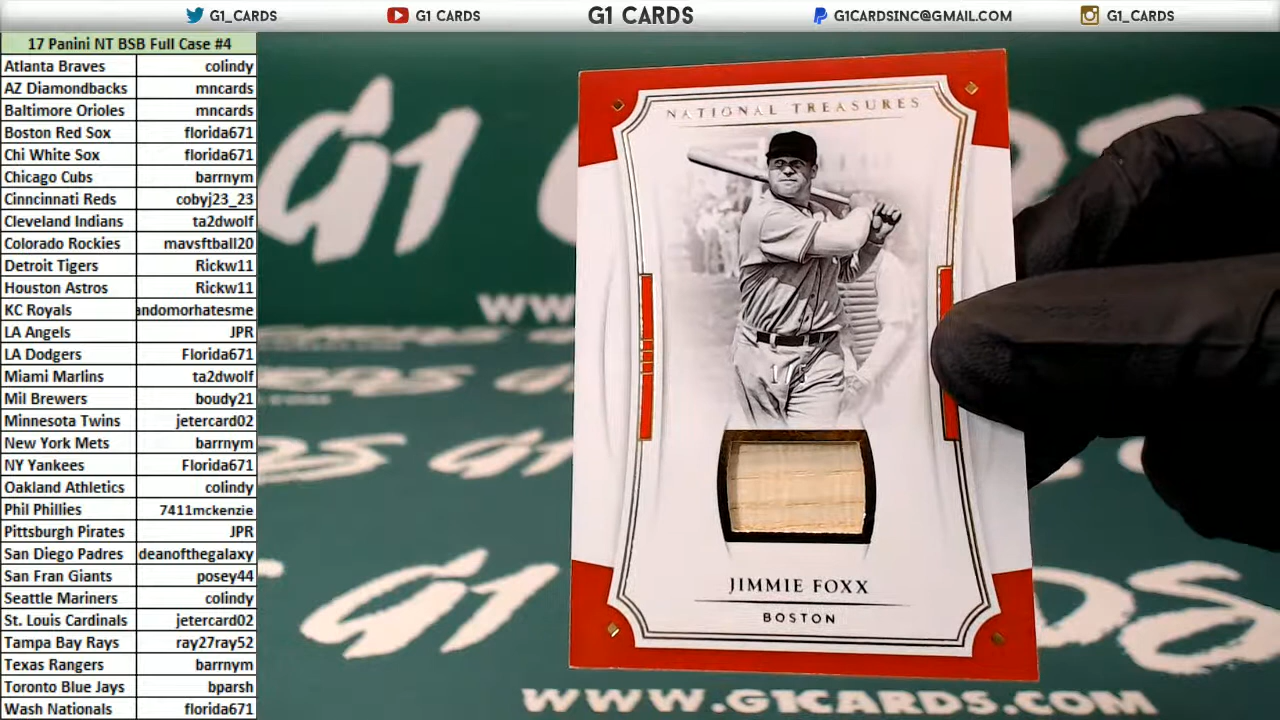 G1_CARDS
G1 CARDS
G1 CARDS
G1CARDSINC@GMAIL.COM
G1_CARDS
17 Panini NT BSB Full Case #4
Atlanta Braves colindy
AZ Diamondbacks mncards
Baltimore Orioles mncards
Boston Red Sox florida671
Chi White Sox florida671
Chicago Cubs barrnym
Cinncinnati Reds cobyj23_23
Cleveland Indians ta2dwolf
Colorado Rockies mavsftball20
Detroit Tigers Rickw11
Houston Astros Rickw11
KC Royals andomorhatesme
LA Angels JPR
LA Dodgers Florida671
Miami Marlins ta2dwolf
Mil Brewers boudy21
Minnesota Twins jetercard02
New York Mets barrnym
NY Yankees Florida671
Oakland Athletics colindy
Phil Phillies 7411mckenzie
Pittsburgh Pirates JPR
San Diego Padres deanofthegalaxy
San Fran Giants posey44
Seattle Mariners colindy
St. Louis Cardinals jetercard02
Tampa Bay Rays ray27ray52
Texas Rangers barrnym
Toronto Blue Jays bparsh
Wash Nationals florida671
NATIONAL TREASURES
JIMMIE FOXX
BOSTON
G1
G1
WWW.G1CARDS.COM